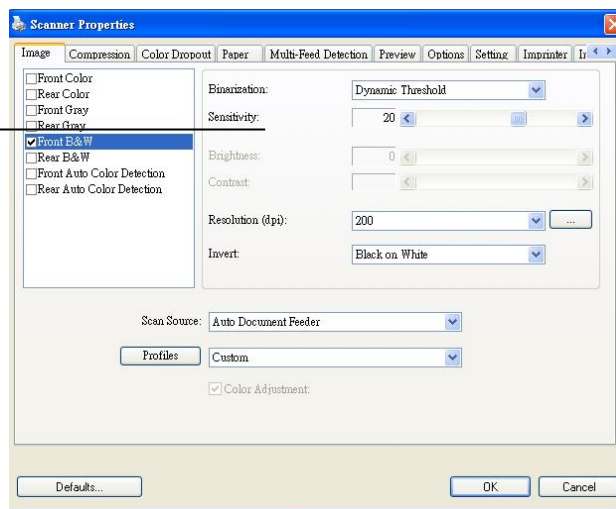 Scanner Properties
Image Compression Color Dropout Paper Multi-Feed Detection Preview Options Setting Imprinter
Front Color
Rear Color
Front Gray
Rear Gray
Front B&W
Rear B&W
Front Auto Color Detection
Rear Auto Color Detection
Binarization: Dynamic Threshold
Sensitivity: 20
Brightness: 0
Contrast:
Resolution (dpi): 200 ...
Invert: Black on White
Scan Source: Auto Document Feeder
Profiles Custom
Color Adjustment:
Defaults... OK Cancel